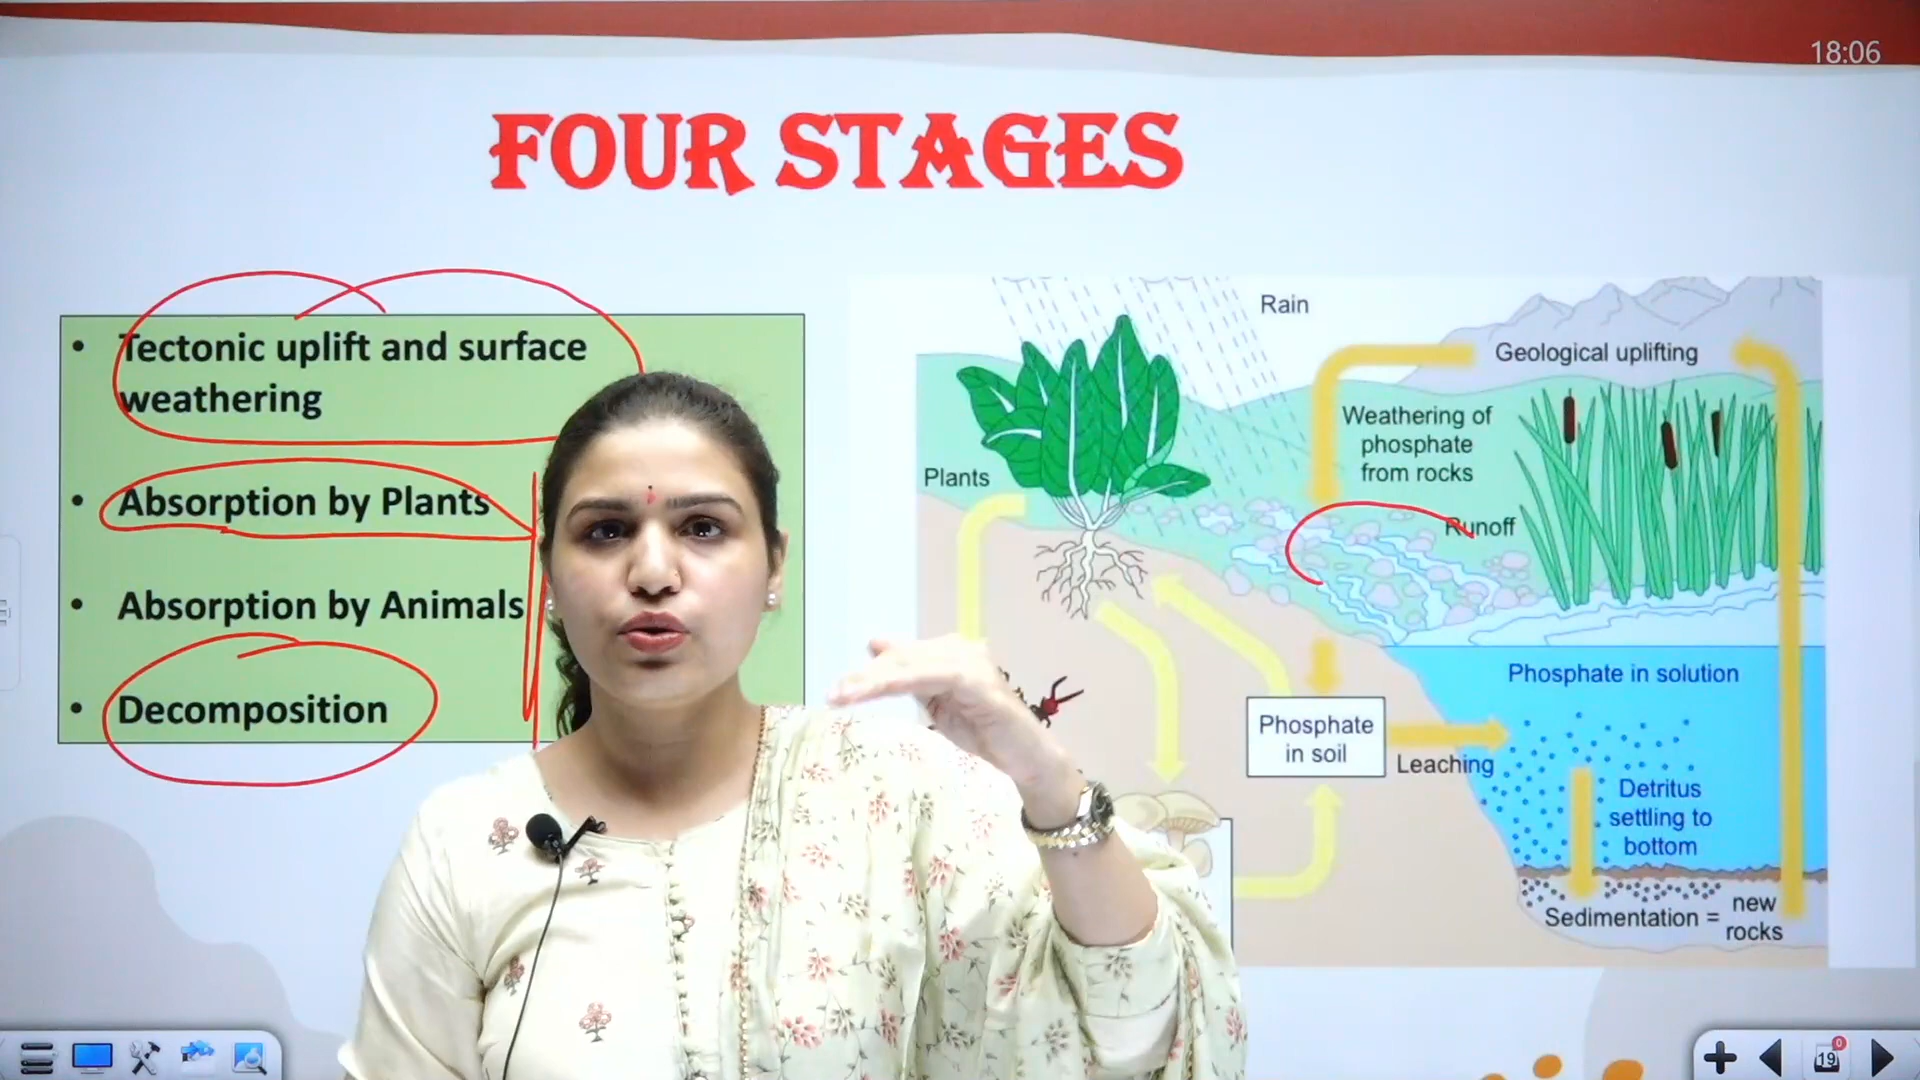 18:06
FOUR STAGES
• Tectonic uplift and surface
weathering
• Absorption by Plants
• Absorption by Animals
• Decomposition
Rain
Geological uplifting
Weathering of
phosphate
from rocks
Plants
Runoff
Phosphate in solution
Phosphate
in soil
Leaching
Detritus
settling to
bottom
Sedimentation = new
rocks
0
19